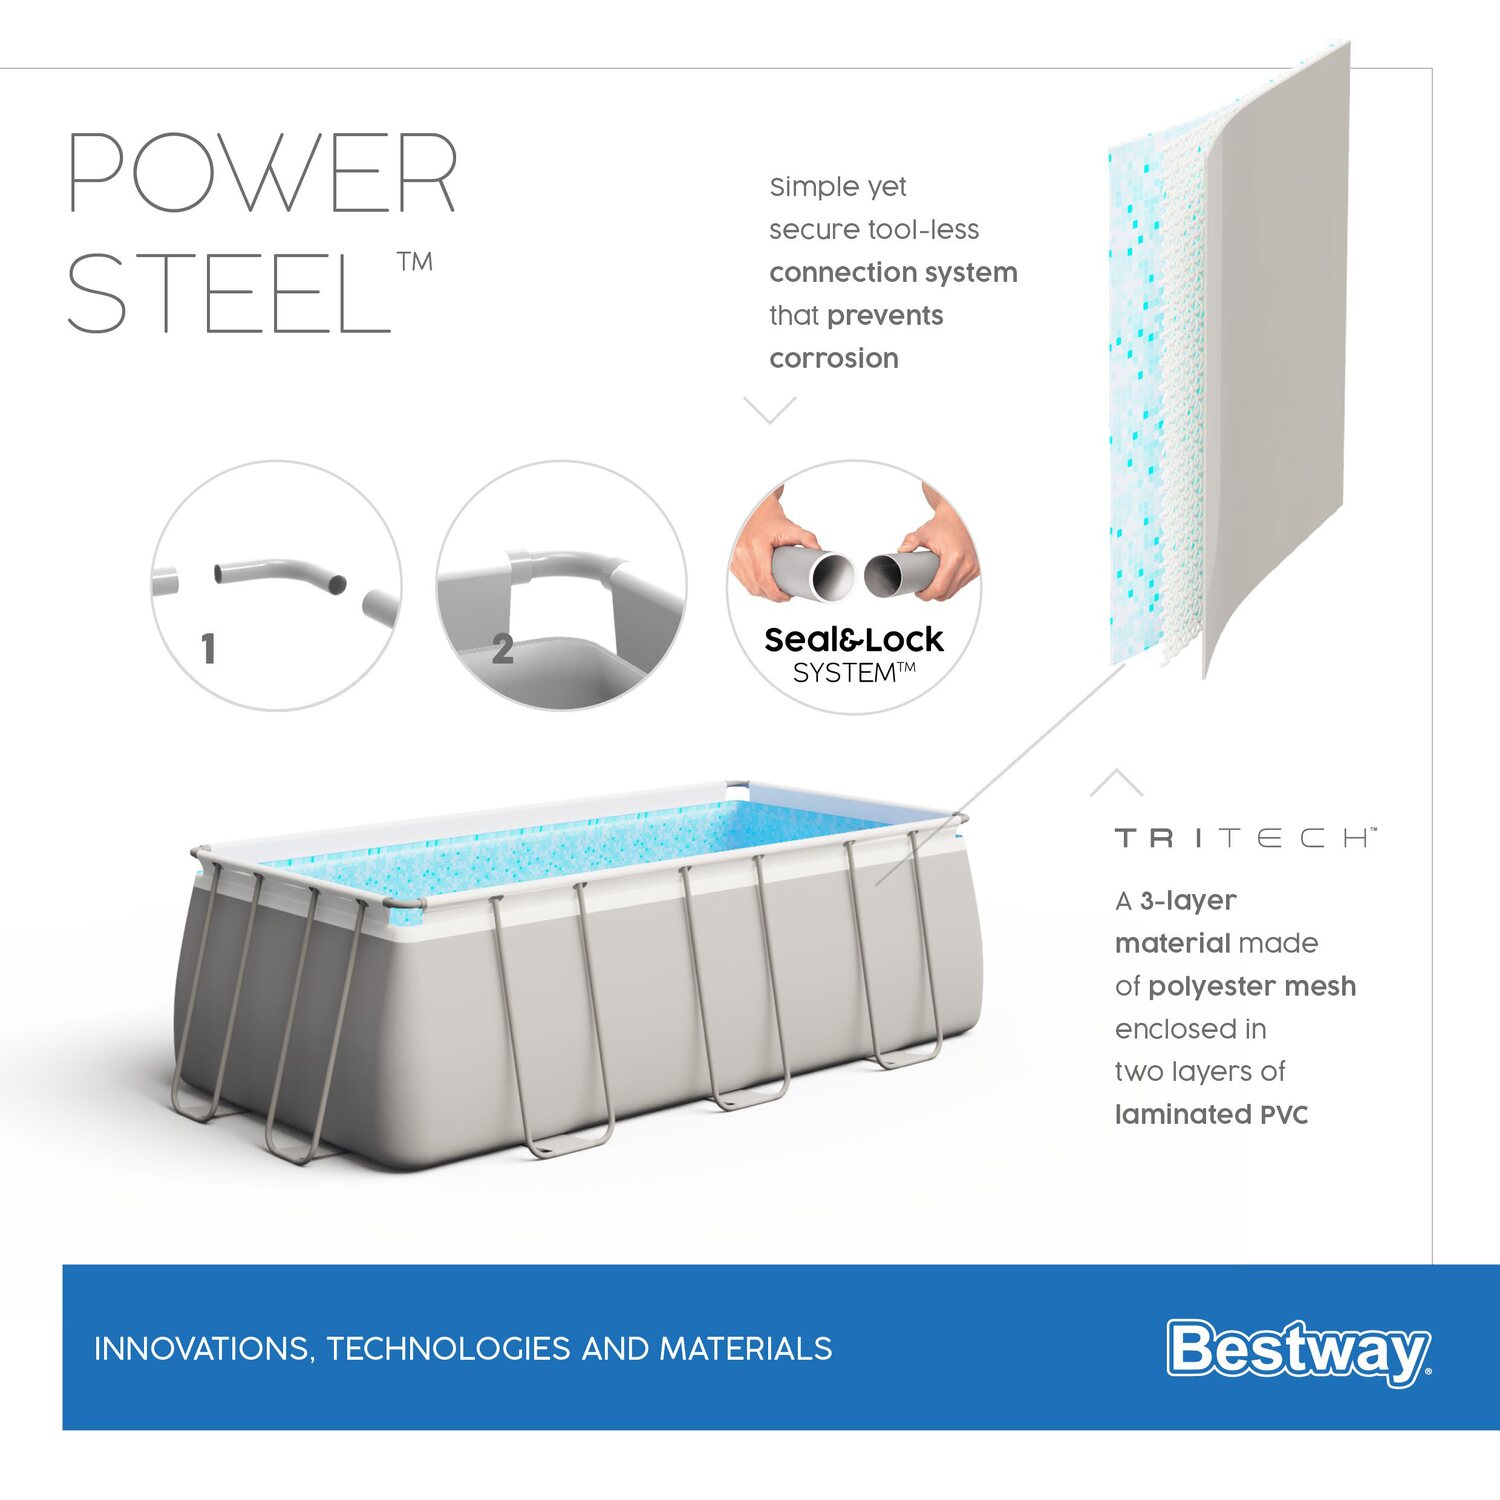 POWER
STEEL™
Simple yet
secure tool-less
connection system
that prevents
corrosion
1
2
Seal&Lock
SYSTEM™
TRITECH™
A 3-layer
material made
of polyester mesh
enclosed in
two layers of
laminated PVC
INNOVATIONS, TECHNOLOGIES AND MATERIALS
Bestway®